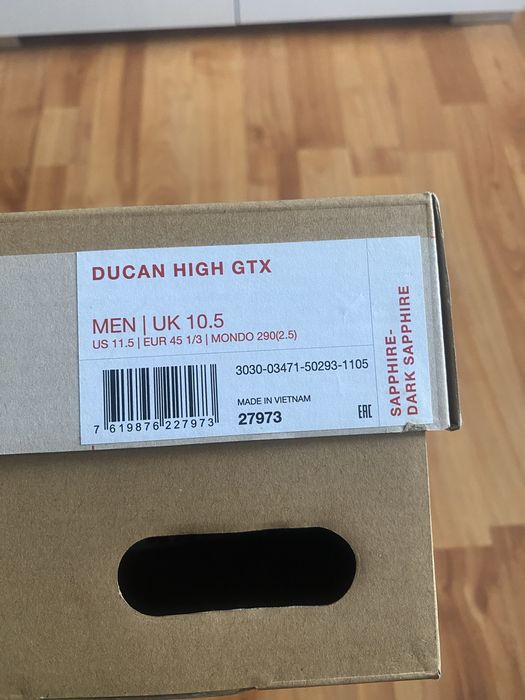 DUCAN HIGH GTX
MEN | UK 10.5
US 11.5 | EUR 45 1/3 | MONDO 290(2.5)
3030-03471-50293-1105
MADE IN VIETNAM
27973
7 619876 227973
EAC
SAPPHIRE-
DARK SAPPHIRE